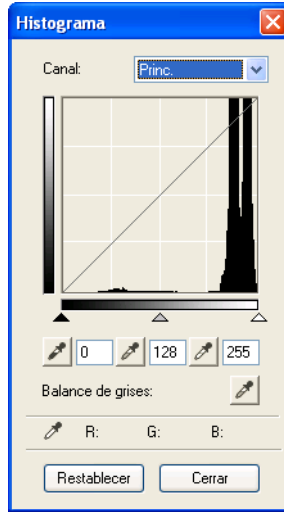 Histograma
Canal: Princ.
0 128 255
Balance de grises:
R: G: B:
Restablecer Cerrar